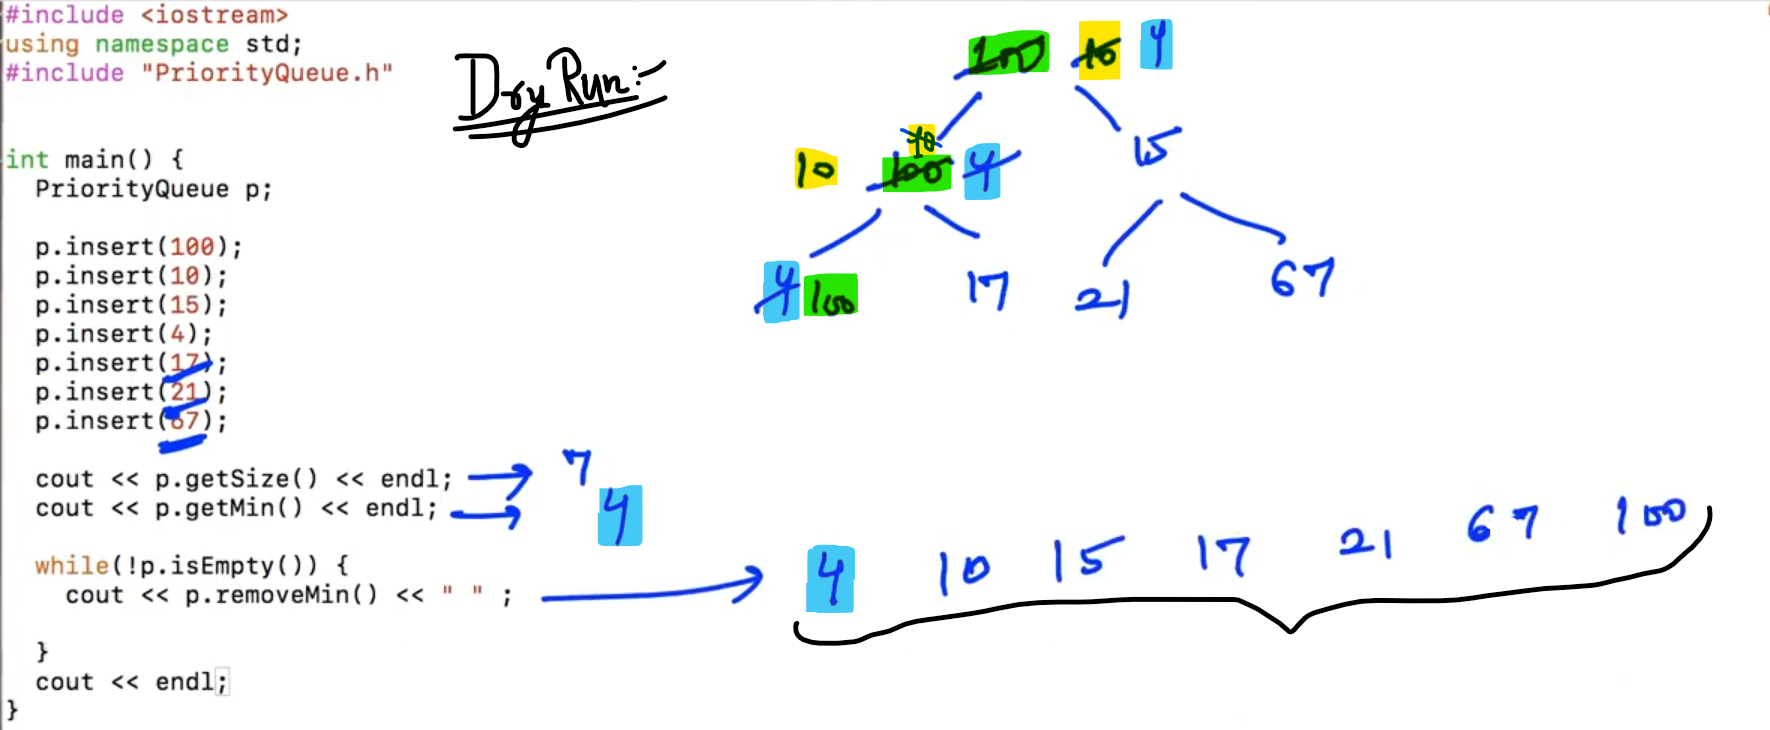 #include <iostream>
using namespace std;
#include "PriorityQueue.h"
Dry Run:-
int main() {
PriorityQueue p;
p.insert(100);
p.insert(10);
p.insert(15);
p.insert(4);
p.insert(17);
p.insert(21);
p.insert(67);
cout << p.getSize() << endl; 7
cout << p.getMin() << endl; 4
while(!p.isEmpty()) {
cout << p.removeMin() << " " ; 4 10 15 17 21 67 100
}
cout << endl;
}
100 10 4
10
10 100 4 15
4 100 17 21 67